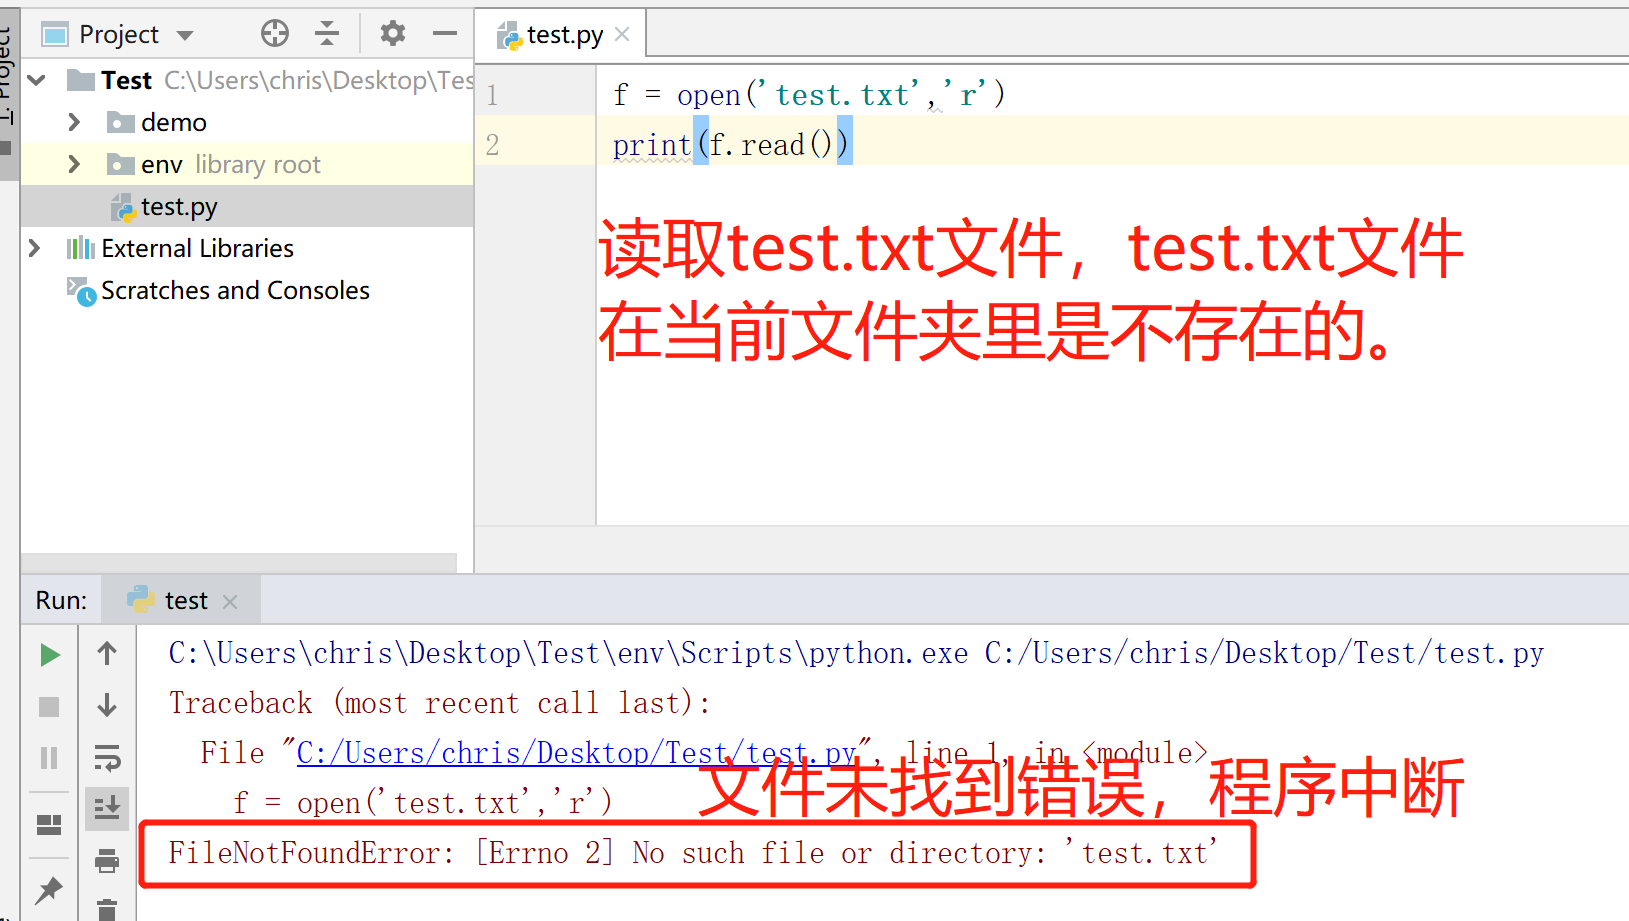 1: Project
Project
test.py
Test C:\Users\chris\Desktop\Tes
demo
env library root
test.py
External Libraries
Scratches and Consoles
1 f = open('test.txt','r')
2 print(f.read())
读取test.txt文件，test.txt文件
在当前文件夹里是不存在的。
Run: test
C:\Users\chris\Desktop\Test\env\Scripts\python.exe C:/Users/chris/Desktop/Test/test.py
Traceback (most recent call last):
File "C:/Users/chris/Desktop/Test/test.py", line 1, in <module>
f = open('test.txt','r')
文件未找到错误，程序中断
FileNotFoundError: [Errno 2] No such file or directory: 'test.txt'